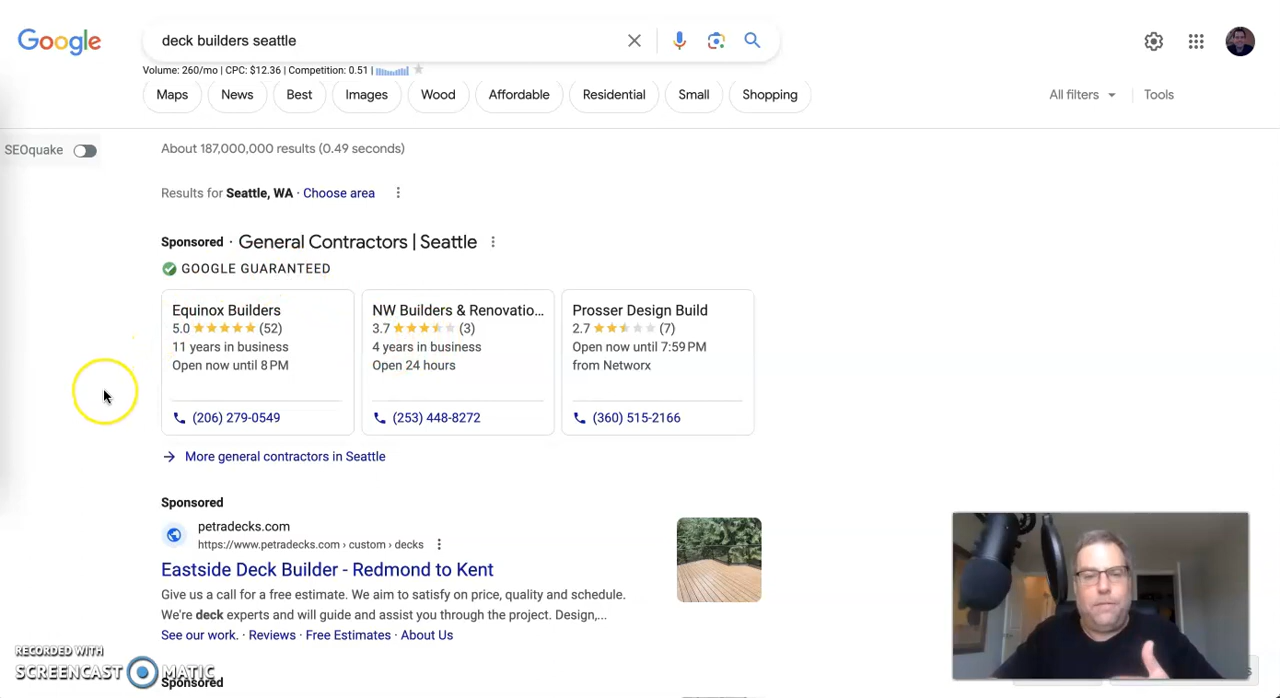 Google
deck builders seattle
Volume: 260/mo | CPC: $12.36 | Competition: 0.51 |
Maps
News
Best
Images
Wood
Affordable
Residential
Small
Shopping
All filters
Tools
SEOquake
About 187,000,000 results (0.49 seconds)
Results for Seattle, WA · Choose area
Sponsored · General Contractors | Seattle
GOOGLE GUARANTEED
Equinox Builders
5.0 (52)
11 years in business
Open now until 8 PM
(206) 279-0549
NW Builders & Renovatio...
3.7 (3)
4 years in business
Open 24 hours
(253) 448-8272
Prosser Design Build
2.7 (7)
Open now until 7:59 PM
from Networx
(360) 515-2166
More general contractors in Seattle
Sponsored
petradecks.com
https://www.petradecks.com › custom › decks
Eastside Deck Builder - Redmond to Kent
Give us a call for a free estimate. We aim to satisfy on price, quality and schedule.
We're deck experts and will guide and assist you through the project. Design,...
See our work. · Reviews · Free Estimates · About Us
RECORDED WITH
SCREENCAST MATIC
Sponsored